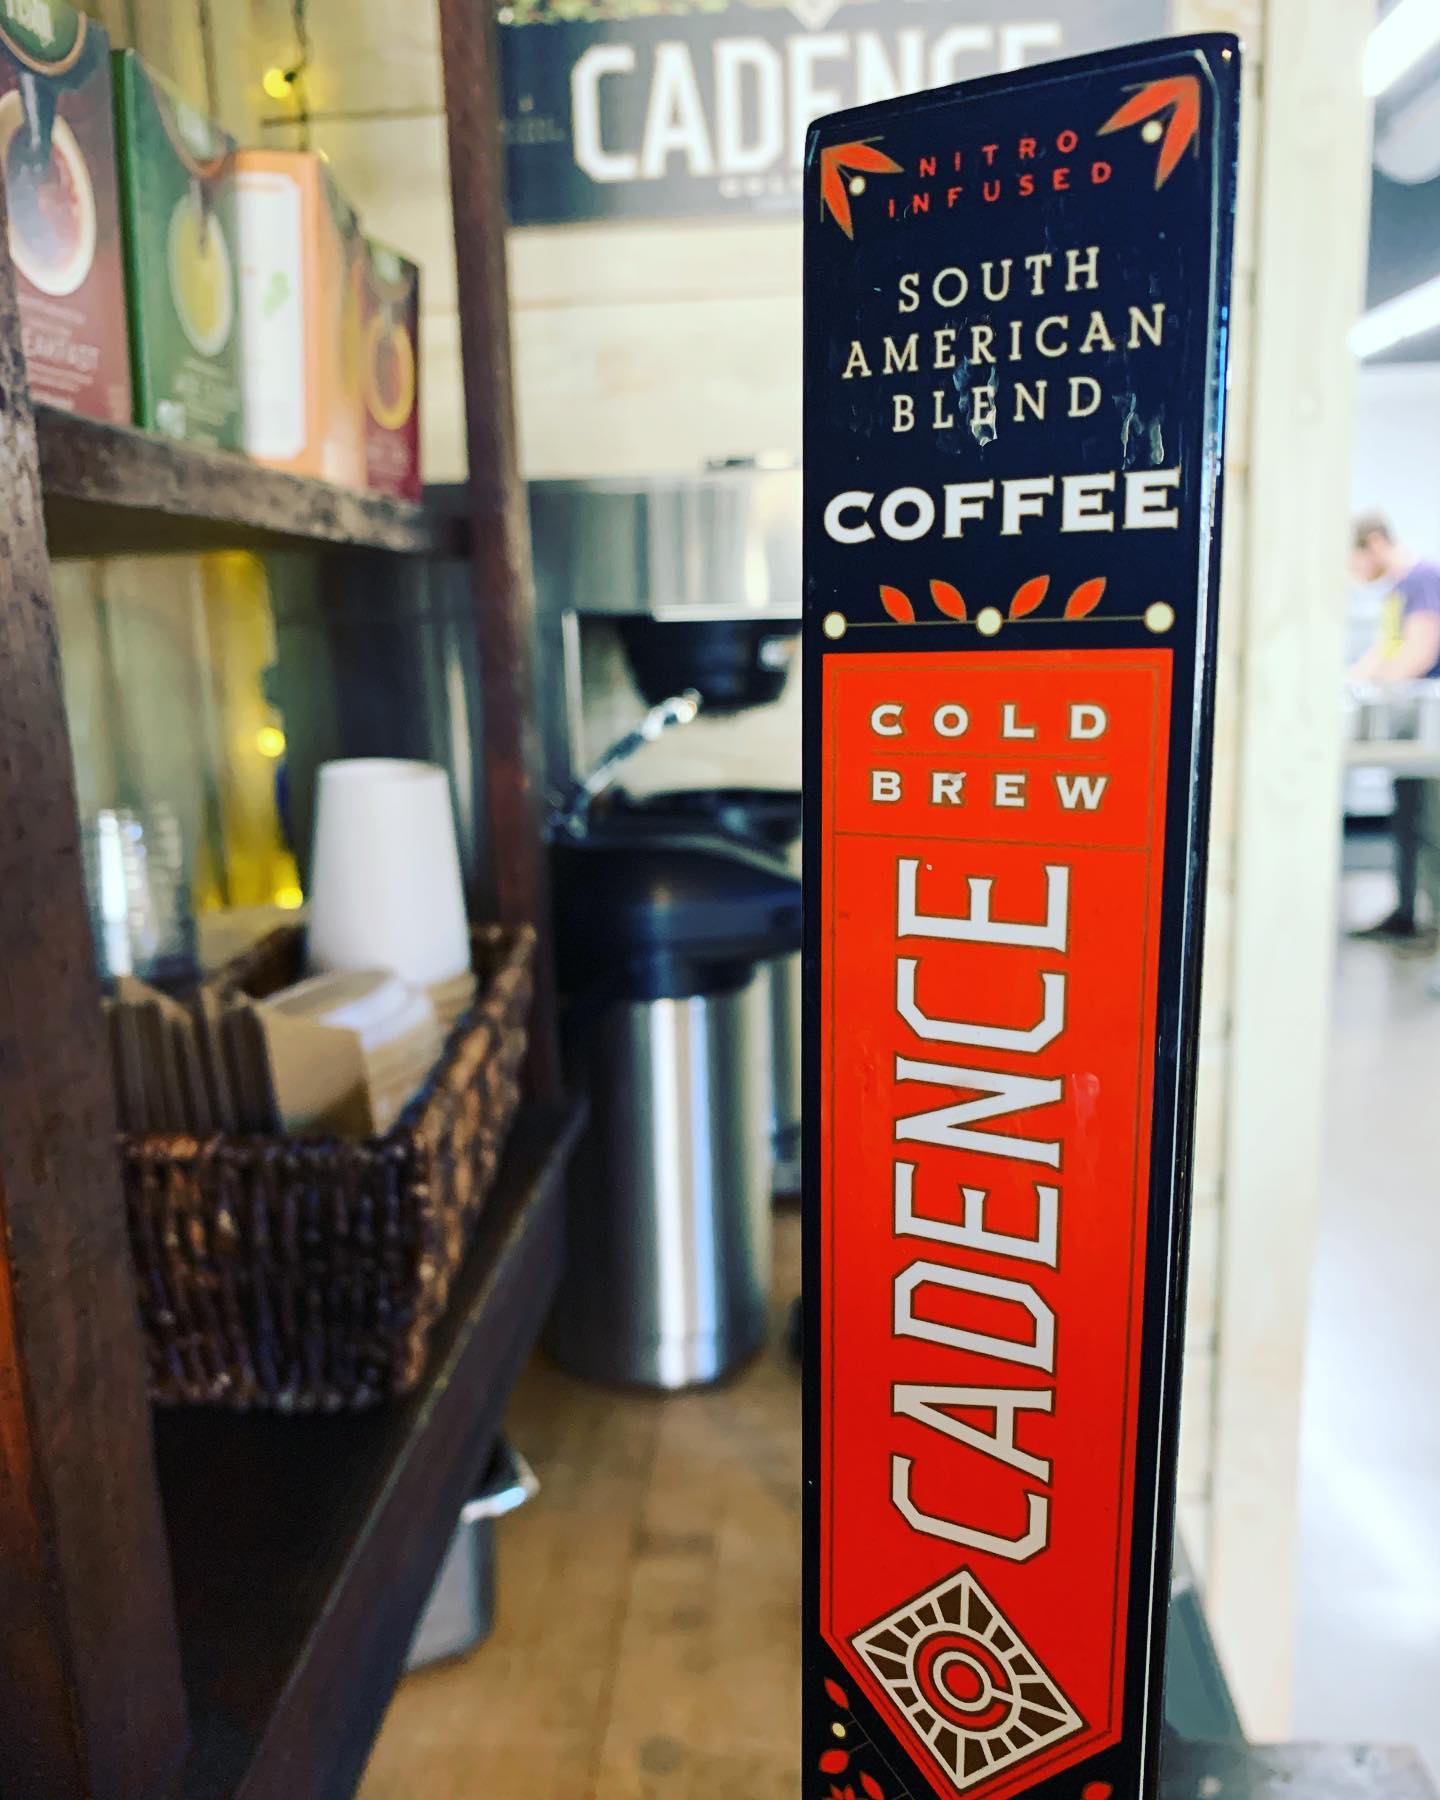 CADENCE
NITRO
INFUSED
SOUTH
AMERICAN
BLEND
COFFEE
COLD
BREW
CADENCE